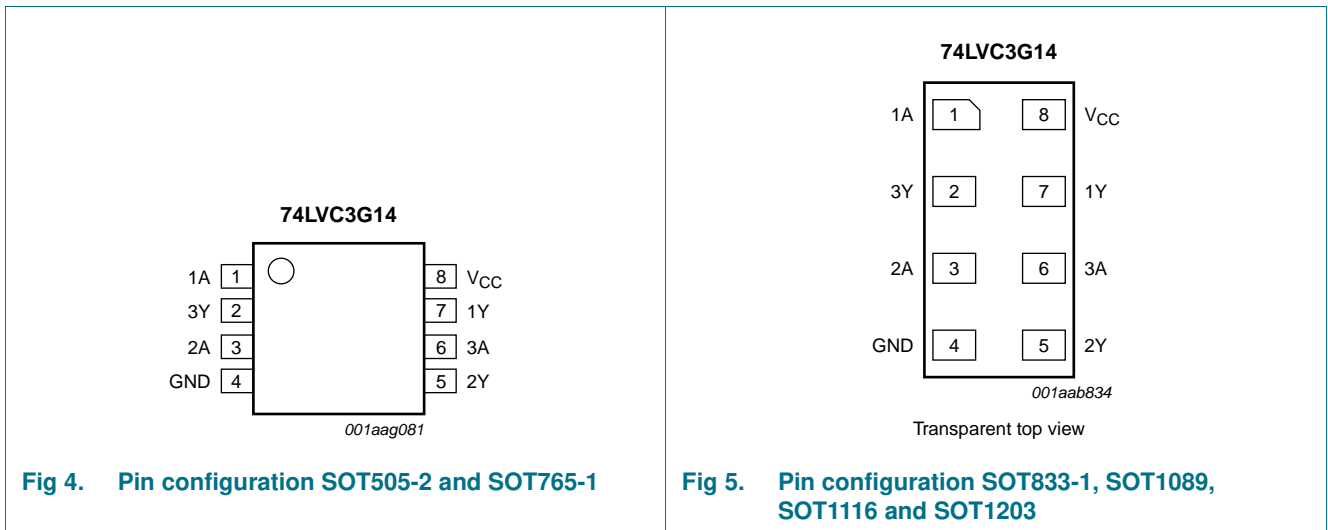 74LVC3G14
1A 1 8 VCC
3Y 2 7 1Y
2A 3 6 3A
GND 4 5 2Y
001aag081
Fig 4. Pin configuration SOT505-2 and SOT765-1
74LVC3G14
1A 1 8 VCC
3Y 2 7 1Y
2A 3 6 3A
GND 4 5 2Y
001aab834
Transparent top view
Fig 5. Pin configuration SOT833-1, SOT1089,
SOT1116 and SOT1203